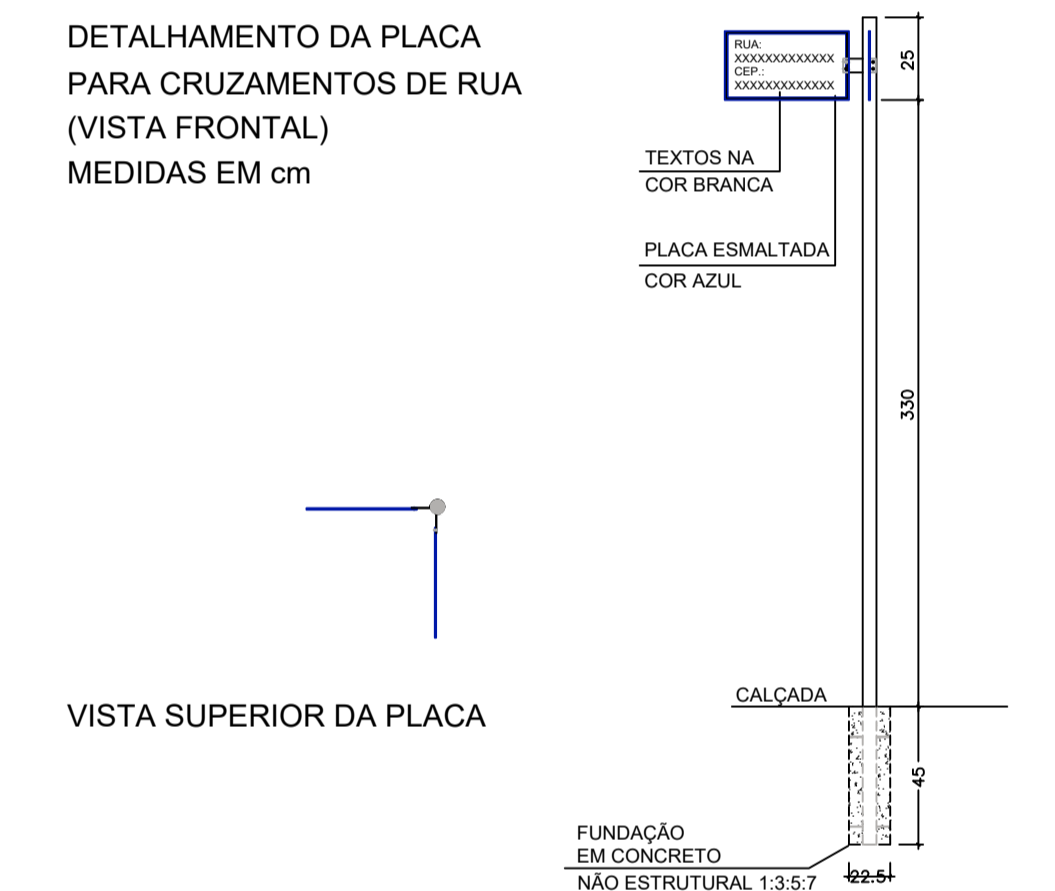 DETALHAMENTO DA PLACA
PARA CRUZAMENTOS DE RUA
(VISTA FRONTAL)
MEDIDAS EM cm
RUA:
XXXXXXXXXXXXX
CEP.:
XXXXXXXXXXXXX
25
TEXTOS NA
COR BRANCA
PLACA ESMALTADA
COR AZUL
330
VISTA SUPERIOR DA PLACA
CALÇADA
45
FUNDAÇÃO
EM CONCRETO
NÃO ESTRUTURAL 1:3:5:7
22.5